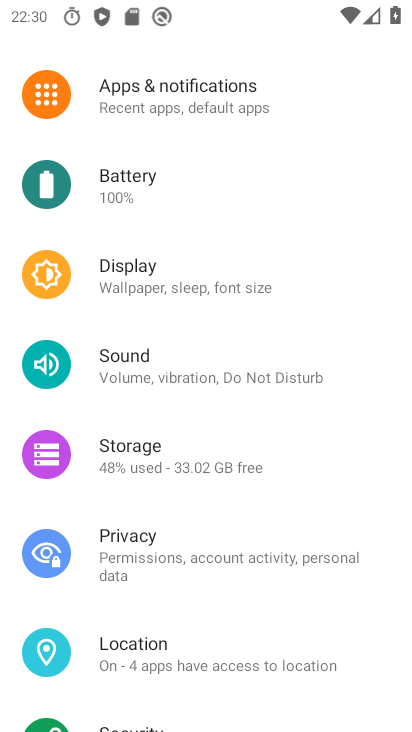 22:30
Apps & notifications
Recent apps, default apps
Battery
100%
Display
Wallpaper, sleep, font size
Sound
Volume, vibration, Do Not Disturb
Storage
48% used - 33.02 GB free
Privacy
Permissions, account activity, personal
data
Location
On - 4 apps have access to location
Security